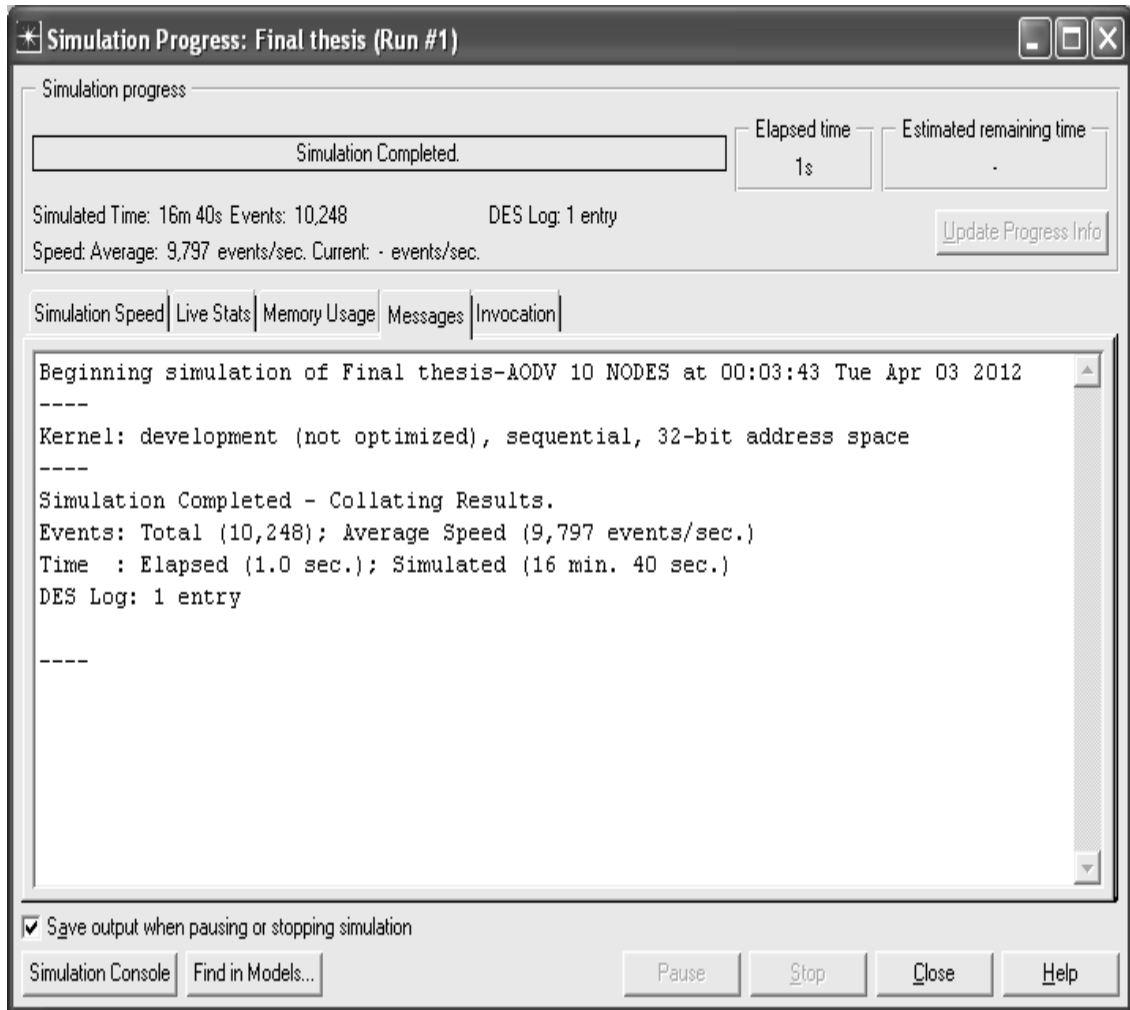 Simulation Progress: Final thesis (Run #1)
Simulation progress
Simulation Completed.
Elapsed time
1s
Estimated remaining time
-
Simulated Time: 16m 40s Events: 10,248 DES Log: 1 entry
Speed: Average: 9,797 events/sec. Current: - events/sec.
Update Progress Info
Simulation Speed Live Stats Memory Usage Messages Invocation
Beginning simulation of Final thesis-AODV 10 NODES at 00:03:43 Tue Apr 03 2012
----
Kernel: development (not optimized), sequential, 32-bit address space
----
Simulation Completed - Collating Results.
Events: Total (10,248); Average Speed (9,797 events/sec.)
Time  : Elapsed (1.0 sec.); Simulated (16 min. 40 sec.)
DES Log: 1 entry
----
Save output when pausing or stopping simulation
Simulation Console Find in Models... Pause Stop Close Help